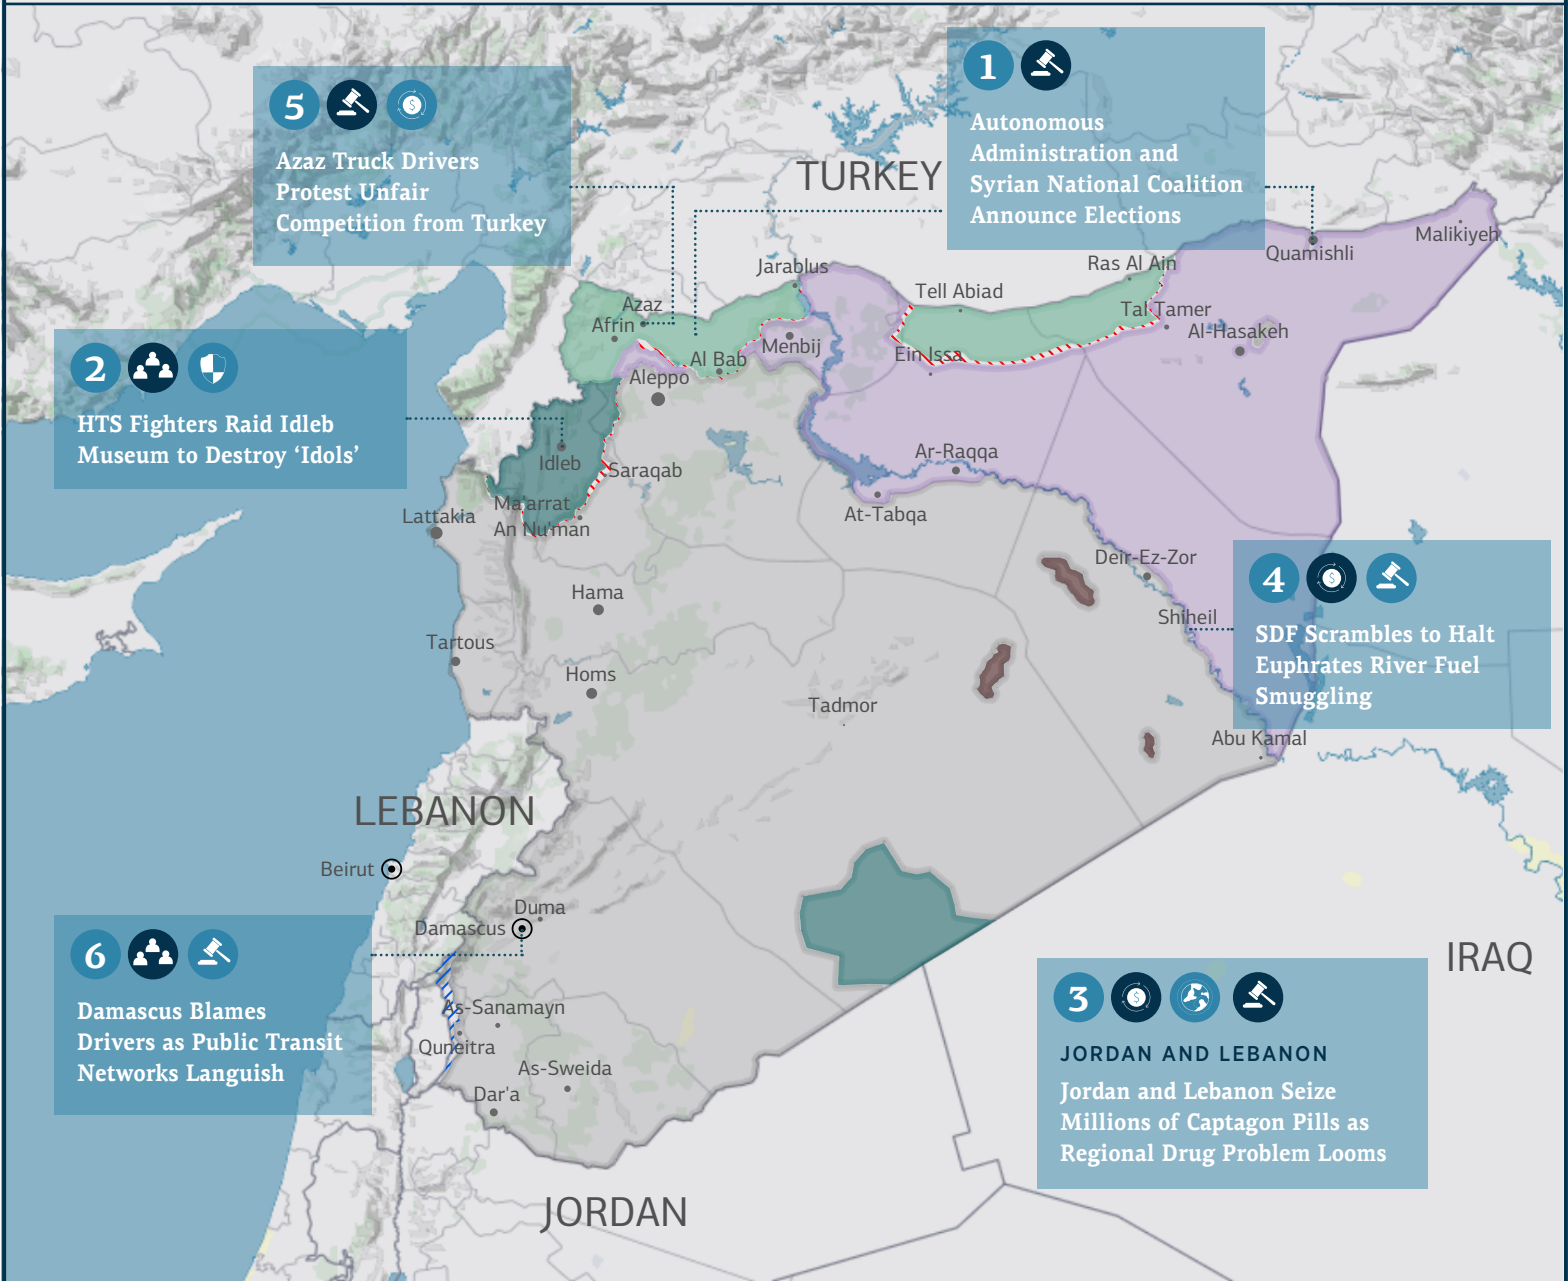 5
Azaz Truck Drivers
Protest Unfair
Competition from Turkey
1
Autonomous
Administration and
Syrian National Coalition
Announce Elections
TURKEY
Malikiyeh
Quamishli
Ras Al Ain
Jarablus
Tell Abiad
Azaz
Tal Tamer
Afrin
Al-Hasakeh
Menbij
Ein Issa
Al Bab
Aleppo
2
HTS Fighters Raid Idleb
Museum to Destroy ‘Idols’
Ar-Raqqa
Idleb
Saraqab
Ma'arrat
An Nu'man
Lattakia
At-Tabqa
Deir-Ez-Zor
Hama
Shiheil
4
SDF Scrambles to Halt
Euphrates River Fuel
Smuggling
Tartous
Homs
Tadmor
Abu Kamal
LEBANON
Beirut
Duma
Damascus
IRAQ
6
Damascus Blames
Drivers as Public Transit
Networks Languish
As-Sanamayn
Quneitra
As-Sweida
Dar'a
3
JORDAN AND LEBANON
Jordan and Lebanon Seize
Millions of Captagon Pills as
Regional Drug Problem Looms
JORDAN